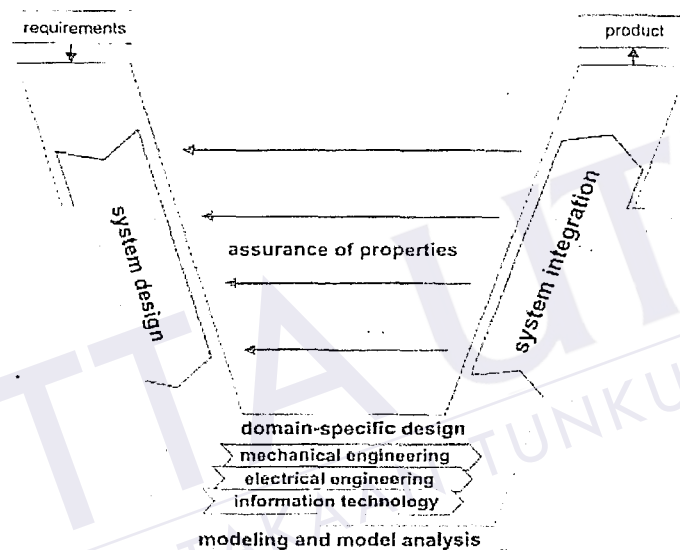 requirements
product
system design
system integration
assurance of properties
domain-specific design
mechanical engineering
electrical engineering
information technology
modeling and model analysis